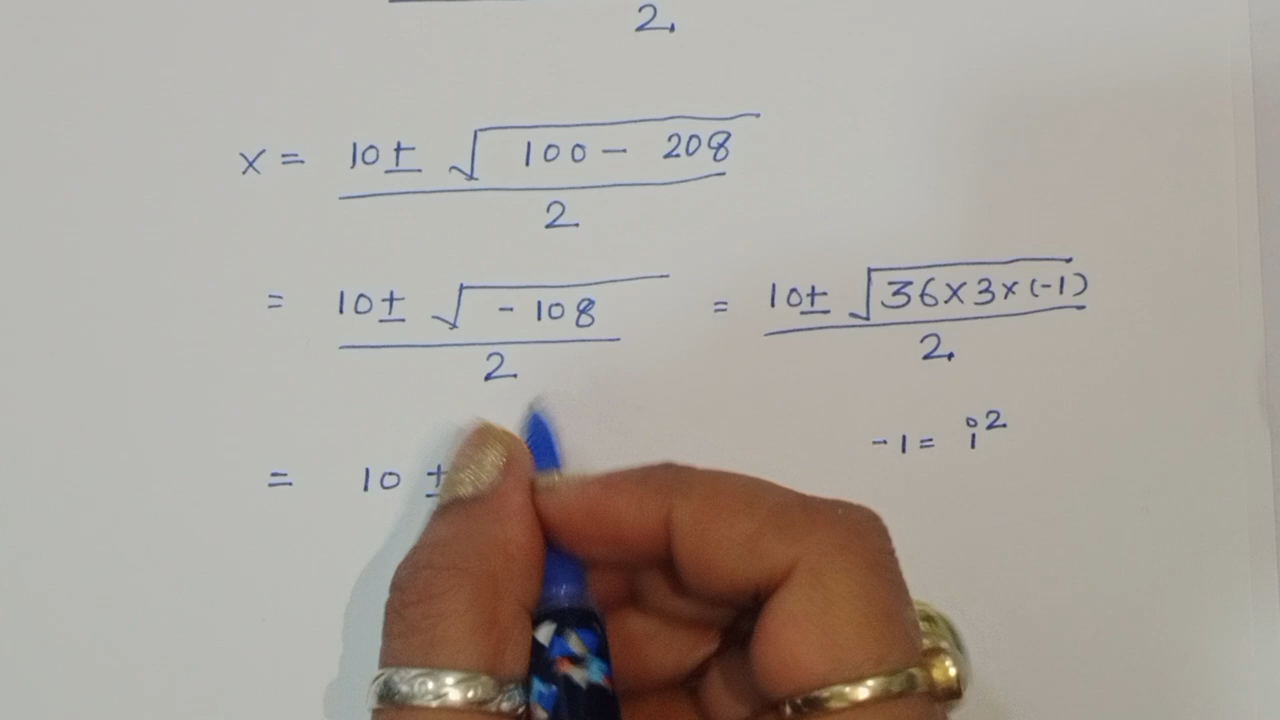 2.
x = 10 ± √ 100 - 208
2
= 10 ± √ -108 = 10 ± √ 36 × 3 × (-1)
2 2.
-1 = i²
= 10 ±